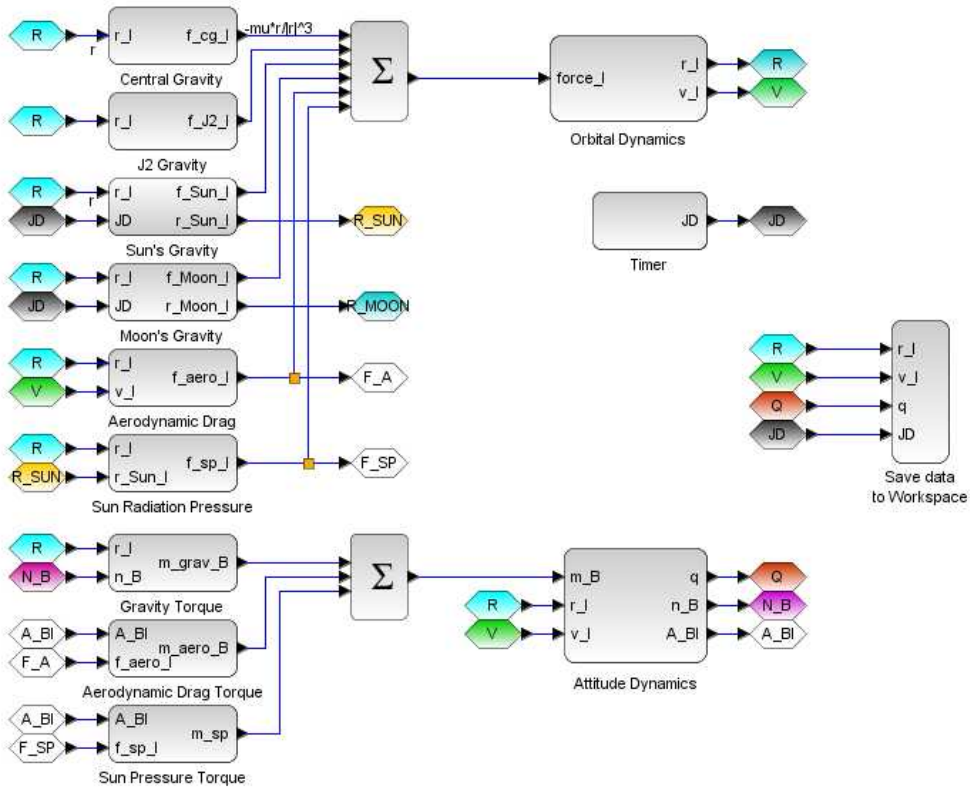 R
r
r_I
f_cg_I
-mu*r/|r|^3
Central Gravity
R
r_I
f_J2_I
J2 Gravity
R
r
r_I
f_Sun_I
JD
JD
r_Sun_I
R_SUN
Sun's Gravity
R
r_I
f_Moon_I
JD
JD
r_Moon_I
R_MOON
Moon's Gravity
R
r_I
V
v_I
f_aero_I
F_A
Aerodynamic Drag
R
r_I
R_SUN
r_Sun_I
f_sp_I
F_SP
Sun Radiation Pressure
Σ
force_I
r_I
R
v_I
V
Orbital Dynamics
JD
JD
Timer
R
r_I
V
v_I
Q
q
JD
JD
Save data
to Workspace
R
r_I
N_B
n_B
m_grav_B
Gravity Torque
A_BI
A_BI
F_A
f_aero_I
m_aero_B
Aerodynamic Drag Torque
A_BI
A_BI
F_SP
f_sp_I
m_sp
Sun Pressure Torque
Σ
m_B
q
Q
R
r_I
n_B
N_B
V
v_I
A_BI
A_BI
Attitude Dynamics